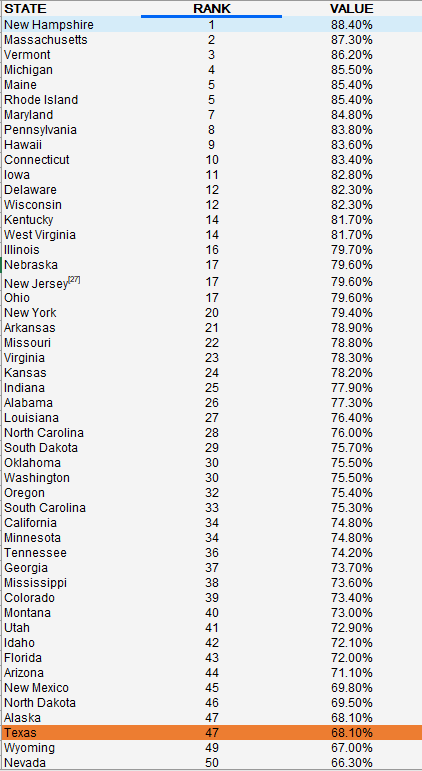 STATE RANK VALUE
New Hampshire 1 88.40%
Massachusetts 2 87.30%
Vermont 3 86.20%
Michigan 4 85.50%
Maine 5 85.40%
Rhode Island 5 85.40%
Maryland 7 84.80%
Pennsylvania 8 83.80%
Hawaii 9 83.60%
Connecticut 10 83.40%
Iowa 11 82.80%
Delaware 12 82.30%
Wisconsin 12 82.30%
Kentucky 14 81.70%
West Virginia 14 81.70%
Illinois 16 79.70%
Nebraska 17 79.60%
New Jersey[27] 17 79.60%
Ohio 17 79.60%
New York 20 79.40%
Arkansas 21 78.90%
Missouri 22 78.80%
Virginia 23 78.30%
Kansas 24 78.20%
Indiana 25 77.90%
Alabama 26 77.30%
Louisiana 27 76.40%
North Carolina 28 76.00%
South Dakota 29 75.70%
Oklahoma 30 75.50%
Washington 30 75.50%
Oregon 32 75.40%
South Carolina 33 75.30%
California 34 74.80%
Minnesota 34 74.80%
Tennessee 36 74.20%
Georgia 37 73.70%
Mississippi 38 73.60%
Colorado 39 73.40%
Montana 40 73.00%
Utah 41 72.90%
Idaho 42 72.10%
Florida 43 72.00%
Arizona 44 71.10%
New Mexico 45 69.80%
North Dakota 46 69.50%
Alaska 47 68.10%
Texas 47 68.10%
Wyoming 49 67.00%
Nevada 50 66.30%